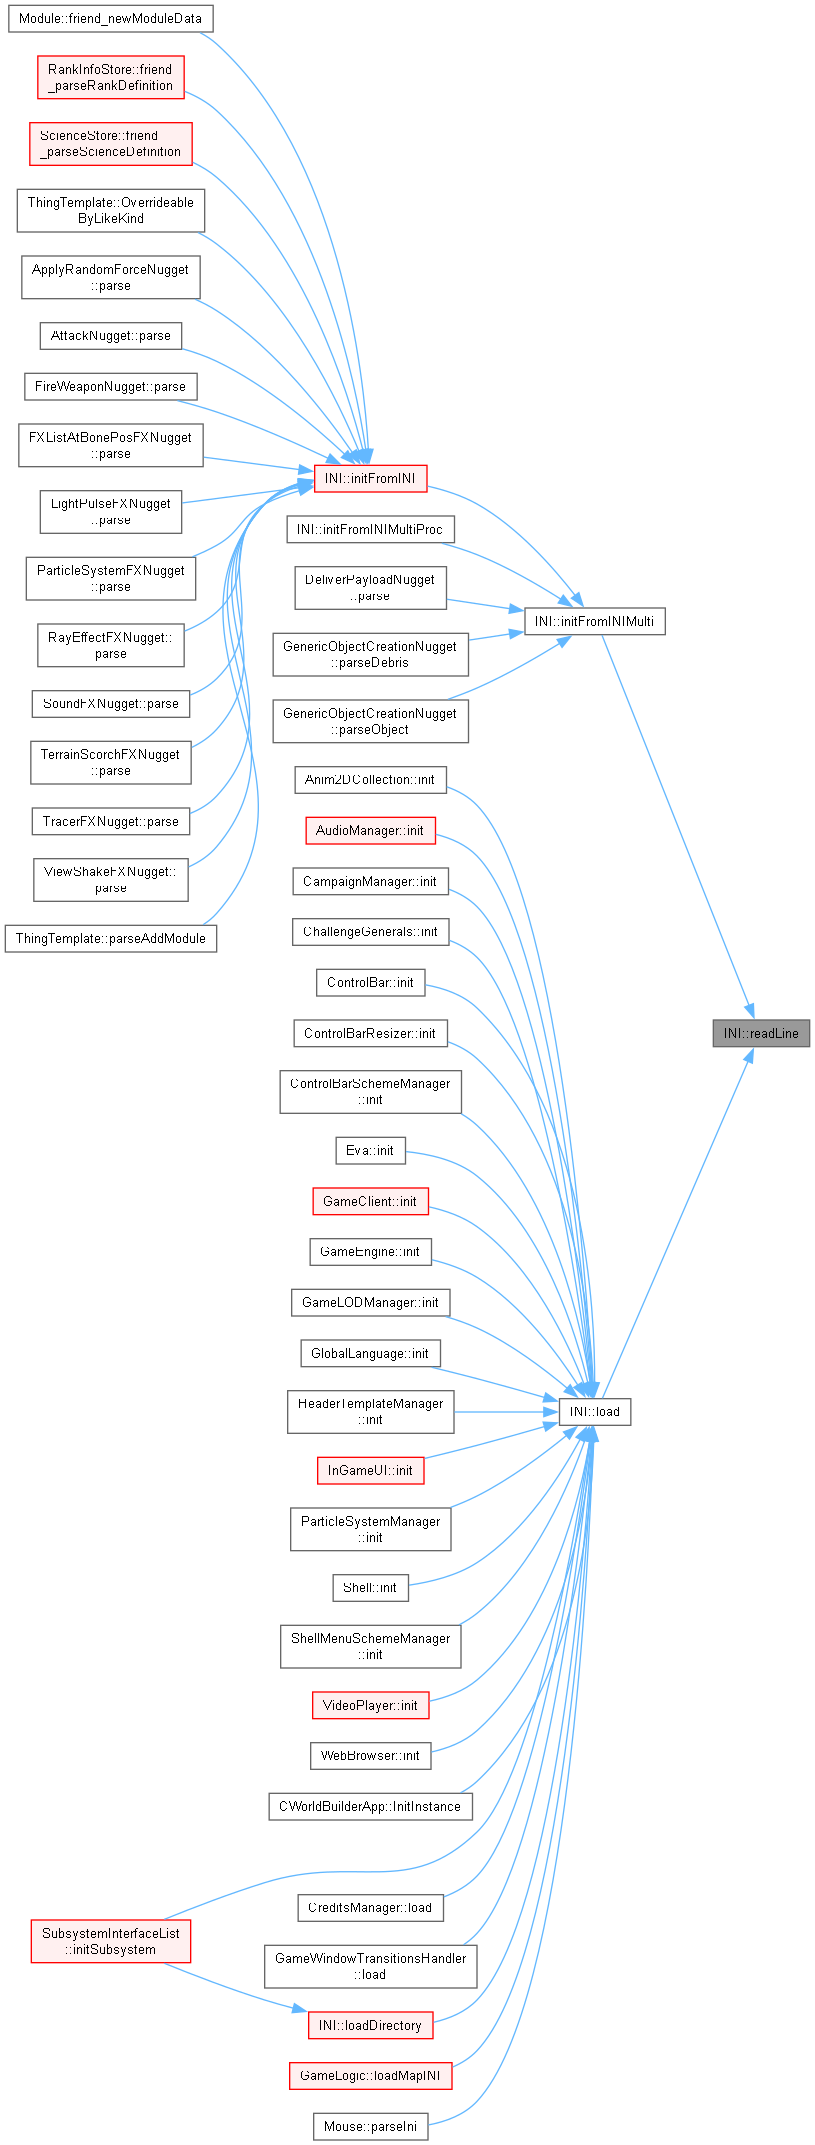 Module::friend_newModuleData
RankInfoStore::friend
_parseRankDefinition
ScienceStore::friend
_parseScienceDefinition
ThingTemplate::Overrideable
ByLikeKind
ApplyRandomForceNugget
::parse
AttackNugget::parse
FireWeaponNugget::parse
FXListAtBonePosFXNugget
::parse
INI::initFromINI
LightPulseFXNugget
::parse
INI::initFromINIMultiProc
ParticleSystemFXNugget
::parse
DeliverPayloadNugget
::parse
INI::initFromINIMulti
RayEffectFXNugget::
parse
GenericObjectCreationNugget
::parseDebris
SoundFXNugget::parse
GenericObjectCreationNugget
::parseObject
TerrainScorchFXNugget
::parse
Anim2DCollection::init
TracerFXNugget::parse
AudioManager::init
ViewShakeFXNugget::
parse
CampaignManager::init
ThingTemplate::parseAddModule
ChallengeGenerals::init
ControlBar::init
ControlBarResizer::init
INI::readLine
ControlBarSchemeManager
::init
Eva::init
GameClient::init
GameEngine::init
GameLODManager::init
GlobalLanguage::init
HeaderTemplateManager
::init
INI::load
InGameUI::init
ParticleSystemManager
::init
Shell::init
ShellMenuSchemeManager
::init
VideoPlayer::init
WebBrowser::init
CWorldBuilderApp::InitInstance
CreditsManager::load
SubsystemInterfaceList
::initSubsystem
GameWindowTransitionsHandler
::load
INI::loadDirectory
GameLogic::loadMapINI
Mouse::parseIni